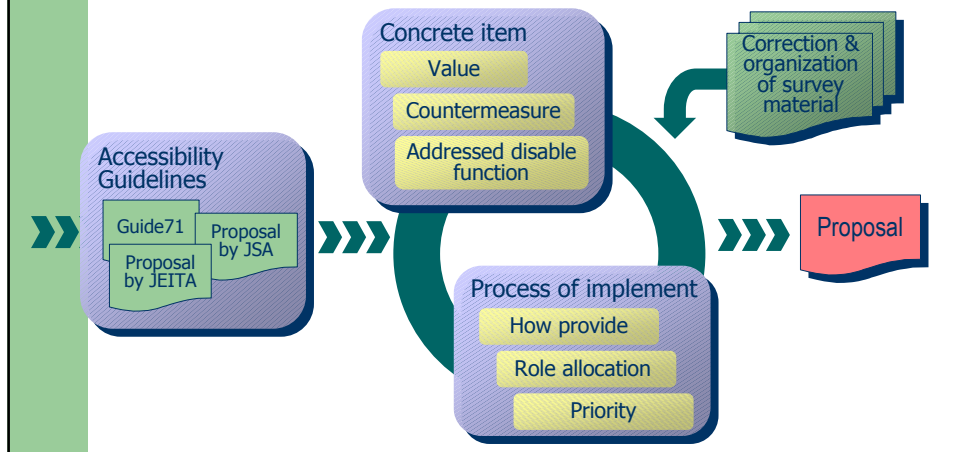 Accessibility
Guidelines
Guide71
Proposal
by JSA
Proposal
by JEITA
Concrete item
Value
Countermeasure
Addressed disable
function
Process of implement
How provide
Role allocation
Priority
Correction &
organization
of survey
material
Proposal